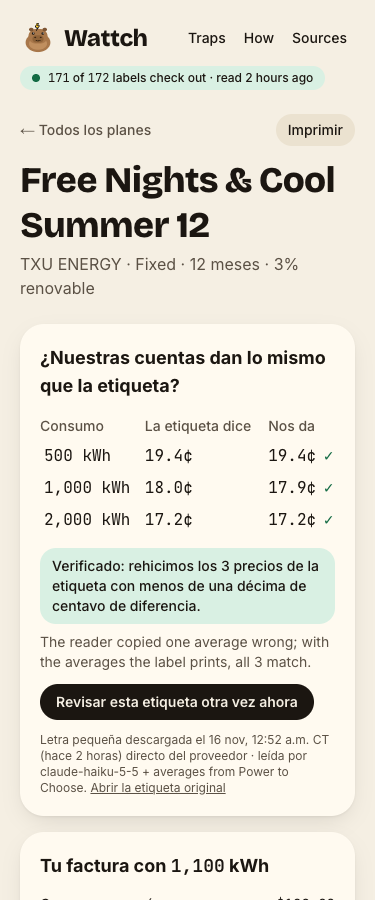 Wattch
Traps How Sources
171 of 172 labels check out · read 2 hours ago
← Todos los planes
Imprimir
Free Nights & Cool
Summer 12
TXU ENERGY · Fixed · 12 meses · 3%
renovable
¿Nuestras cuentas dan lo mismo
que la etiqueta?
Consumo La etiqueta dice Nos da
500 kWh 19.4¢ 19.4¢ ✓
1,000 kWh 18.0¢ 17.9¢ ✓
2,000 kWh 17.2¢ 17.2¢ ✓
Verificado: rehicimos los 3 precios de la
etiqueta con menos de una décima de
centavo de diferencia.
The reader copied one average wrong; with
the averages the label prints, all 3 match.
Revisar esta etiqueta otra vez ahora
Letra pequeña descargada el 16 nov, 12:52 a.m. CT
(hace 2 horas) directo del proveedor · leída por
claude-haiku-5-5 + averages from Power to
Choose. Abrir la etiqueta original
Tu factura con 1,100 kWh